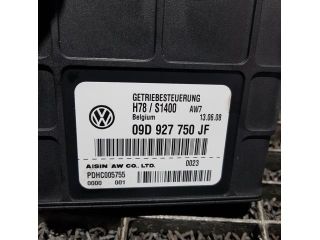 GETRIEBESTEUERUNG
H78 / S1400 AW7
Belgium 13.06.08
09D 927 750 JF
AISIN AW CO., LTD. 0023
PDHC005755
0000 001